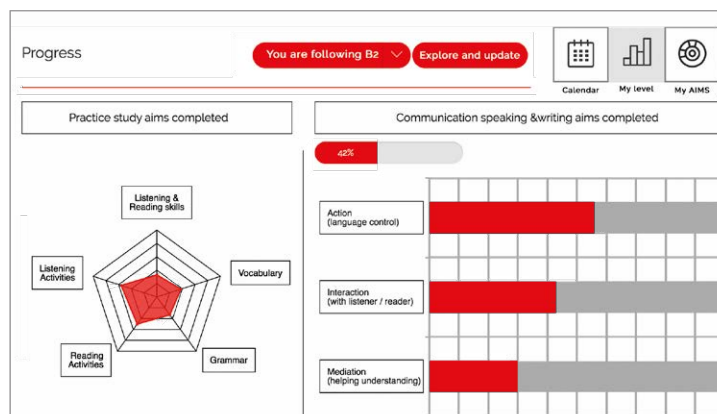 Progress
You are following B2
Explore and update
Calendar
My level
My AIMS
Practice study aims completed
Communication speaking &writing aims completed
42%
Listening &
Reading skills
Listening
Activities
Vocabulary
Reading
Activities
Grammar
Action
(language control)
Interaction
(with listener / reader)
Mediation
(helping understanding)